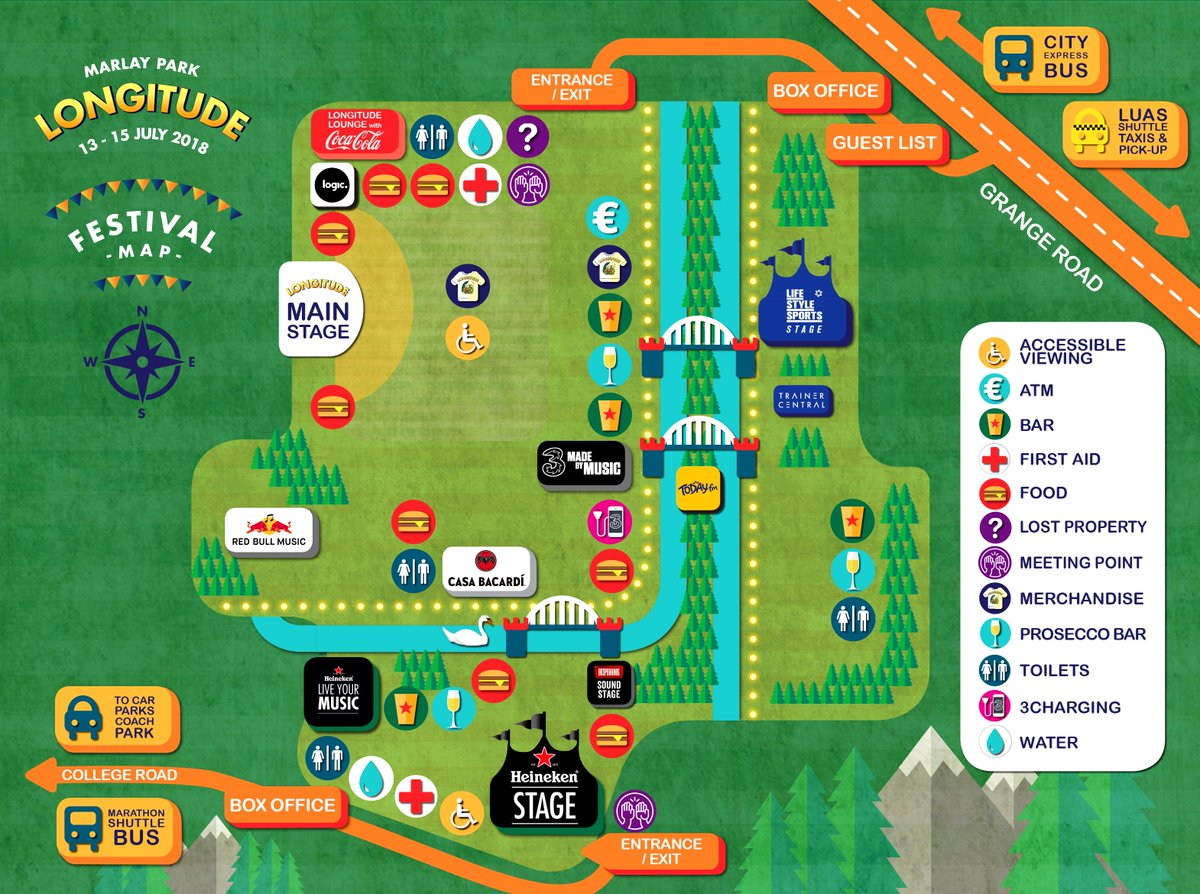 MARLAY PARK
LONGITUDE
13 - 15 JULY 2018
FESTIVAL
- MAP -
N
W
E
S
ENTRANCE
/ EXIT
BOX OFFICE
GUEST LIST
CITY
EXPRESS
BUS
LUAS
SHUTTLE
TAXIS &
PICK-UP
GRANGE ROAD
LONGITUDE
LOUNGE with
Coca-Cola
?
logic.
€
LONGITUDE
MAIN
STAGE
LIFE
STYLE
SPORTS
STAGE
TRAINER
CENTRAL
3 MADE
BY MUSIC
TODAY fm
3
RED BULL MUSIC
CASA BACARDÍ
Heineken
LIVE YOUR
MUSIC
DESPERADOS
SOUND
STAGE
Heineken
STAGE
TO CAR
PARKS
COACH
PARK
COLLEGE ROAD
BOX OFFICE
MARATHON
SHUTTLE
BUS
ENTRANCE
/ EXIT
ACCESSIBLE
VIEWING
€ ATM
BAR
FIRST AID
FOOD
? LOST PROPERTY
MEETING POINT
MERCHANDISE
PROSECCO BAR
TOILETS
3CHARGING
WATER